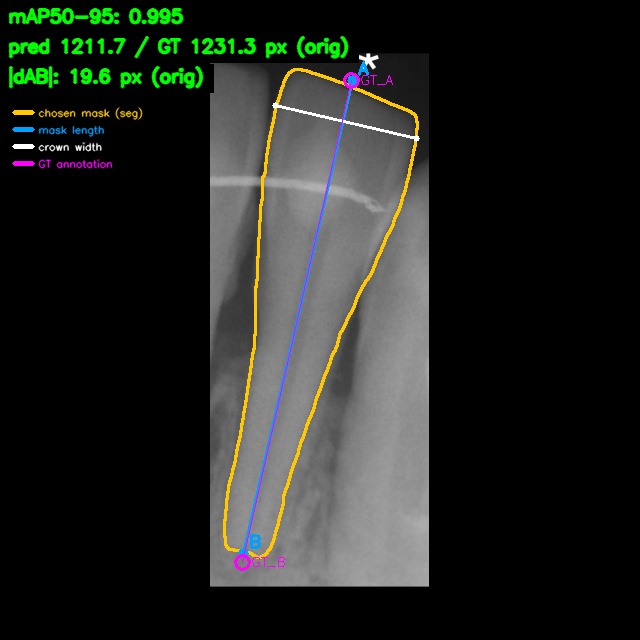 mAP50-95: 0.995
pred 1211.7 / GT 1231.3 px (orig)
|dAB|: 19.6 px (orig)
chosen mask (seg)
mask length
crown width
GT annotation
A
GT_A
B
GT_B